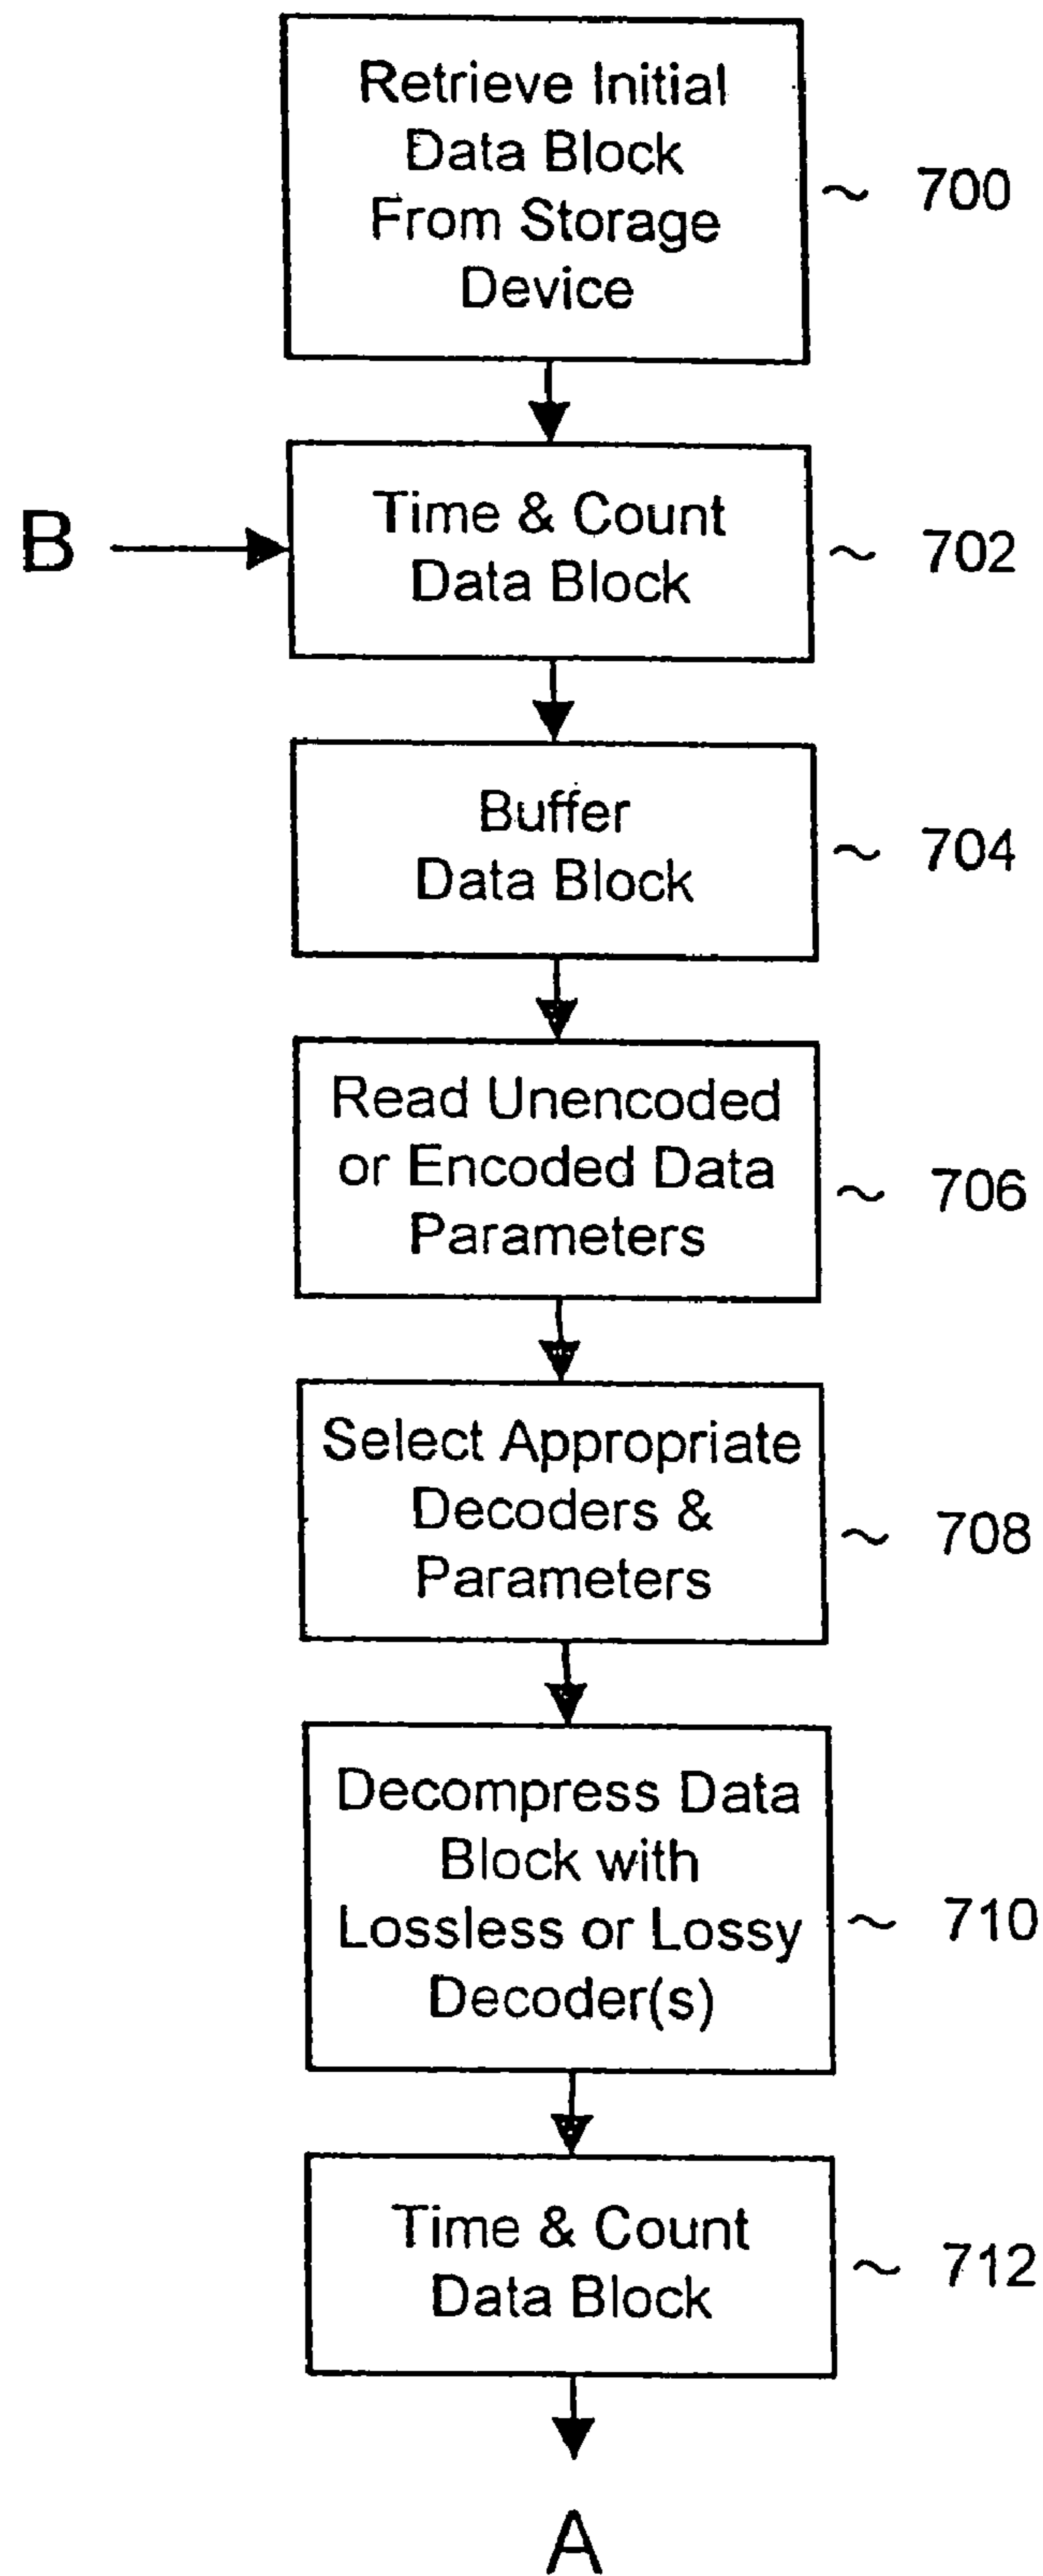 Retrieve Initial
Data Block
From Storage
Device
~ 700
B
Time & Count
Data Block
~ 702
Buffer
Data Block
~ 704
Read Unencoded
or Encoded Data
Parameters
~ 706
Select Appropriate
Decoders &
Parameters
~ 708
Decompress Data
Block with
Lossless or Lossy
Decoder(s)
~ 710
Time & Count
Data Block
~ 712
A